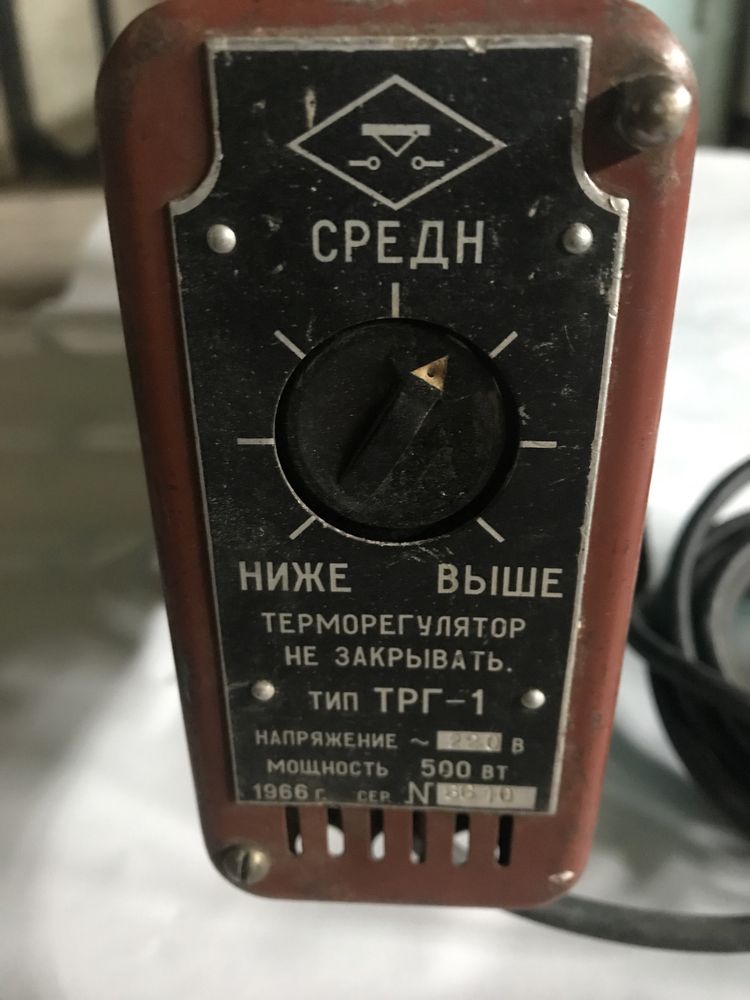 СРЕДН
НИЖЕ ВЫШЕ
ТЕРМОРЕГУЛЯТОР
НЕ ЗАКРЫВАТЬ.
ТИП ТРГ-1
НАПРЯЖЕНИЕ ~ 220 В
МОЩНОСТЬ 500 ВТ
1966 г. СЕР. N